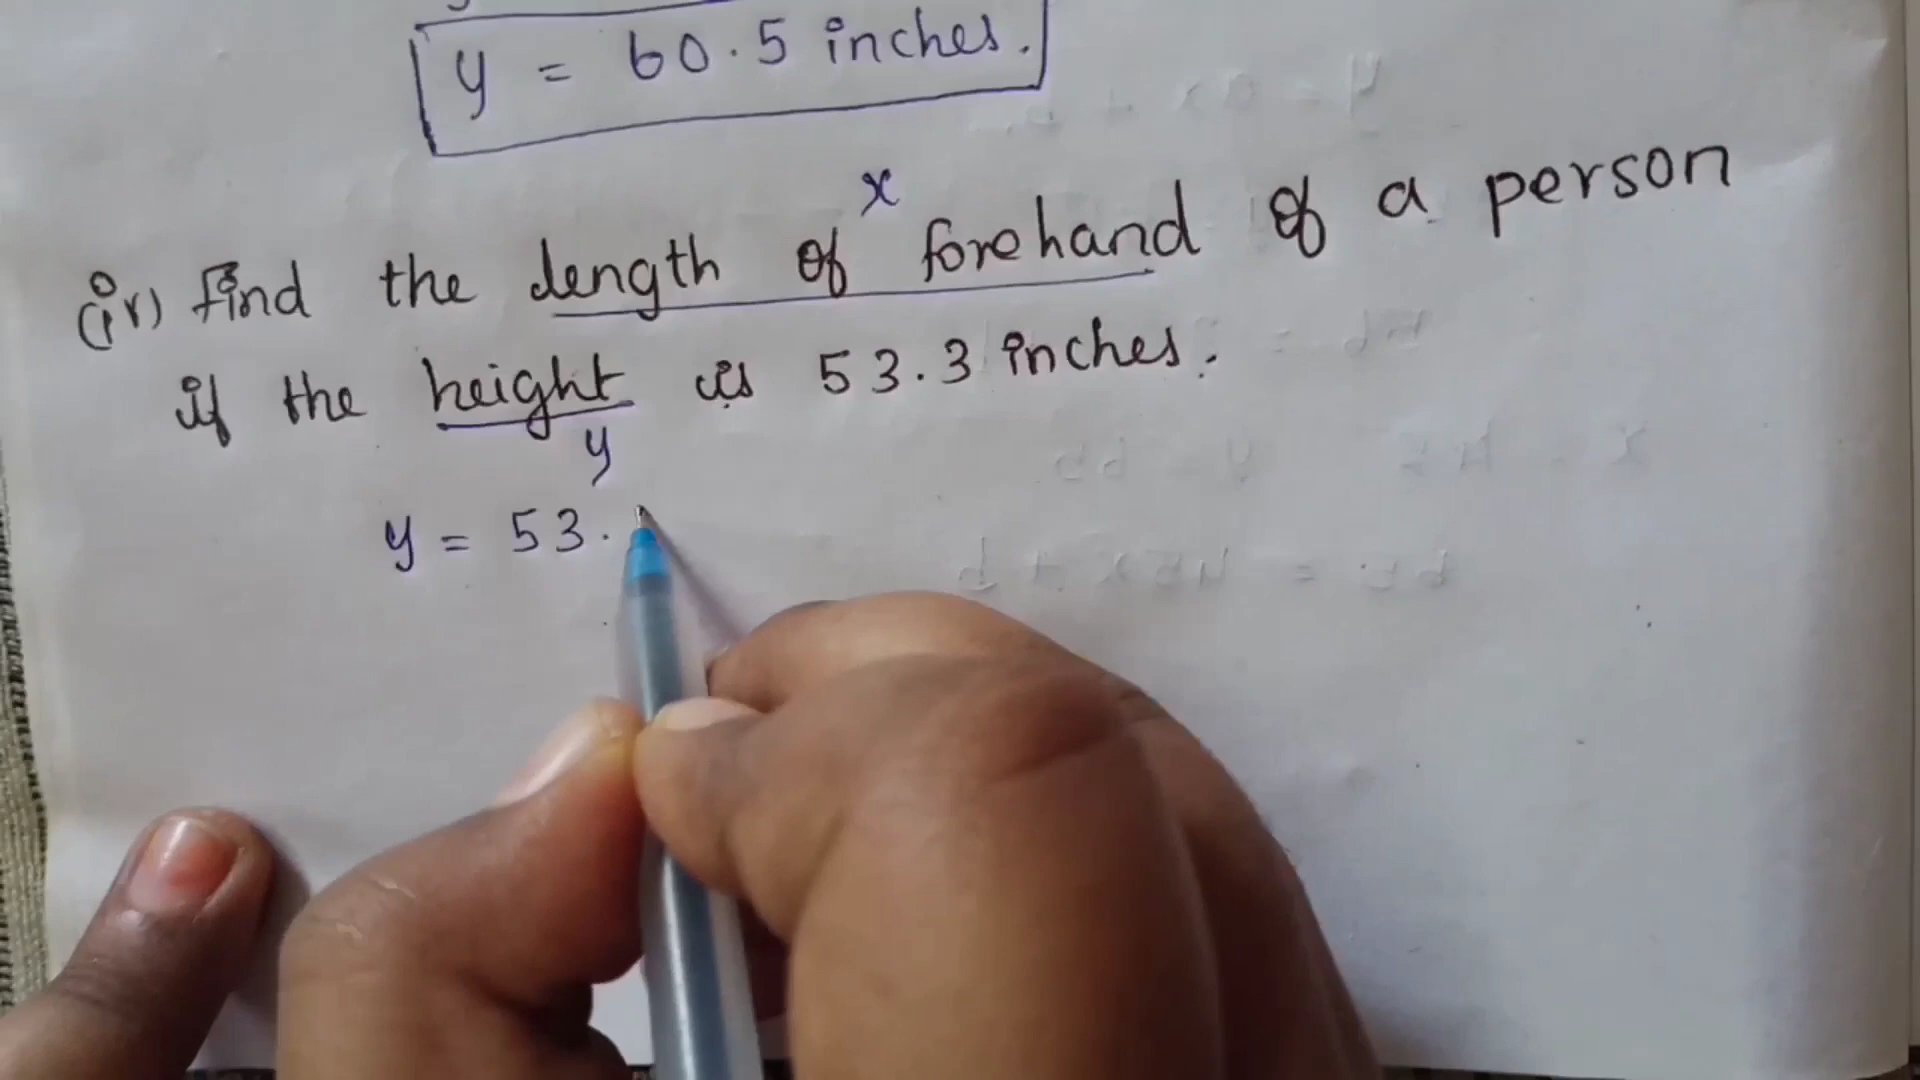 y = 60.5 inches.
x
(iv) Find the length of forehand of a person
if the height is 53.3 inches.
y
y = 53.